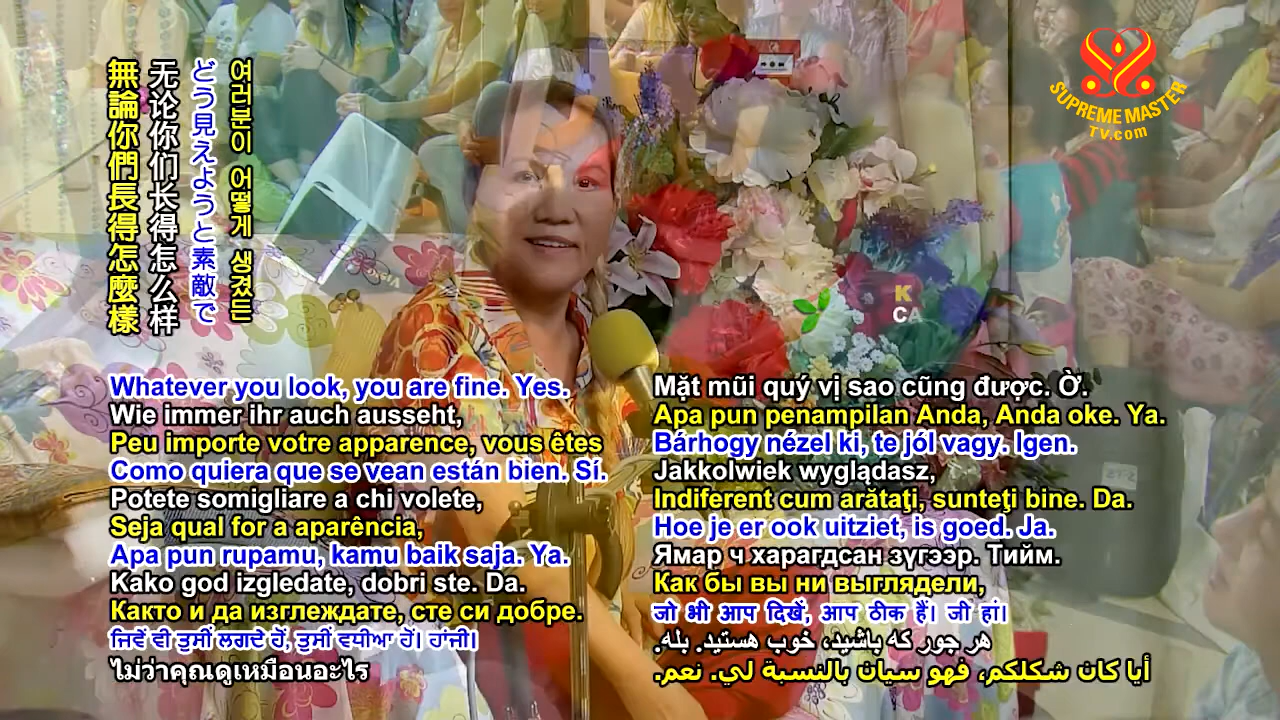 SUPREME MASTER
TV.com
여러분이 어떻게 생겼든
どう見えようと素敵で
无论你们长得怎么样
無論你們長得怎麼樣
K
CA
Whatever you look, you are fine. Yes.
Wie immer ihr auch ausseht,
Peu importe votre apparence, vous êtes
Como quiera que se vean están bien. Sí.
Potete somigliare a chi volete,
Seja qual for a aparência,
Apa pun rupamu, kamu baik saja. Ya.
Kako god izgledate, dobri ste. Da.
Както и да изглеждате, сте си добре.
ਜਿਵੇਂ ਵੀ ਤੁਸੀਂ ਲਗਦੇ ਹੋਂ, ਤੁਸੀਂ ਵਧੀਆ ਹੋਂ। ਹਾਂਜੀ।
ไม่ว่าคุณดูเหมือนอะไร
Mặt mũi quý vị sao cũng được. Ờ.
Apa pun penampilan Anda, Anda oke. Ya.
Bárhogy nézel ki, te jól vagy. Igen.
Jakkolwiek wyglądasz,
Indiferent cum arătaţi, sunteţi bine. Da.
Hoe je er ook uitziet, is goed. Ja.
Ямар ч харагдсан зүгээр. Тийм.
Как бы вы ни выглядели,
जो भी आप दिखें, आप ठीक हैं। जी हां।
هر جور که باشید، خوب هستید. بله.
أيا كان شكلكم، فهو سيان بالنسبة لي. نعم.